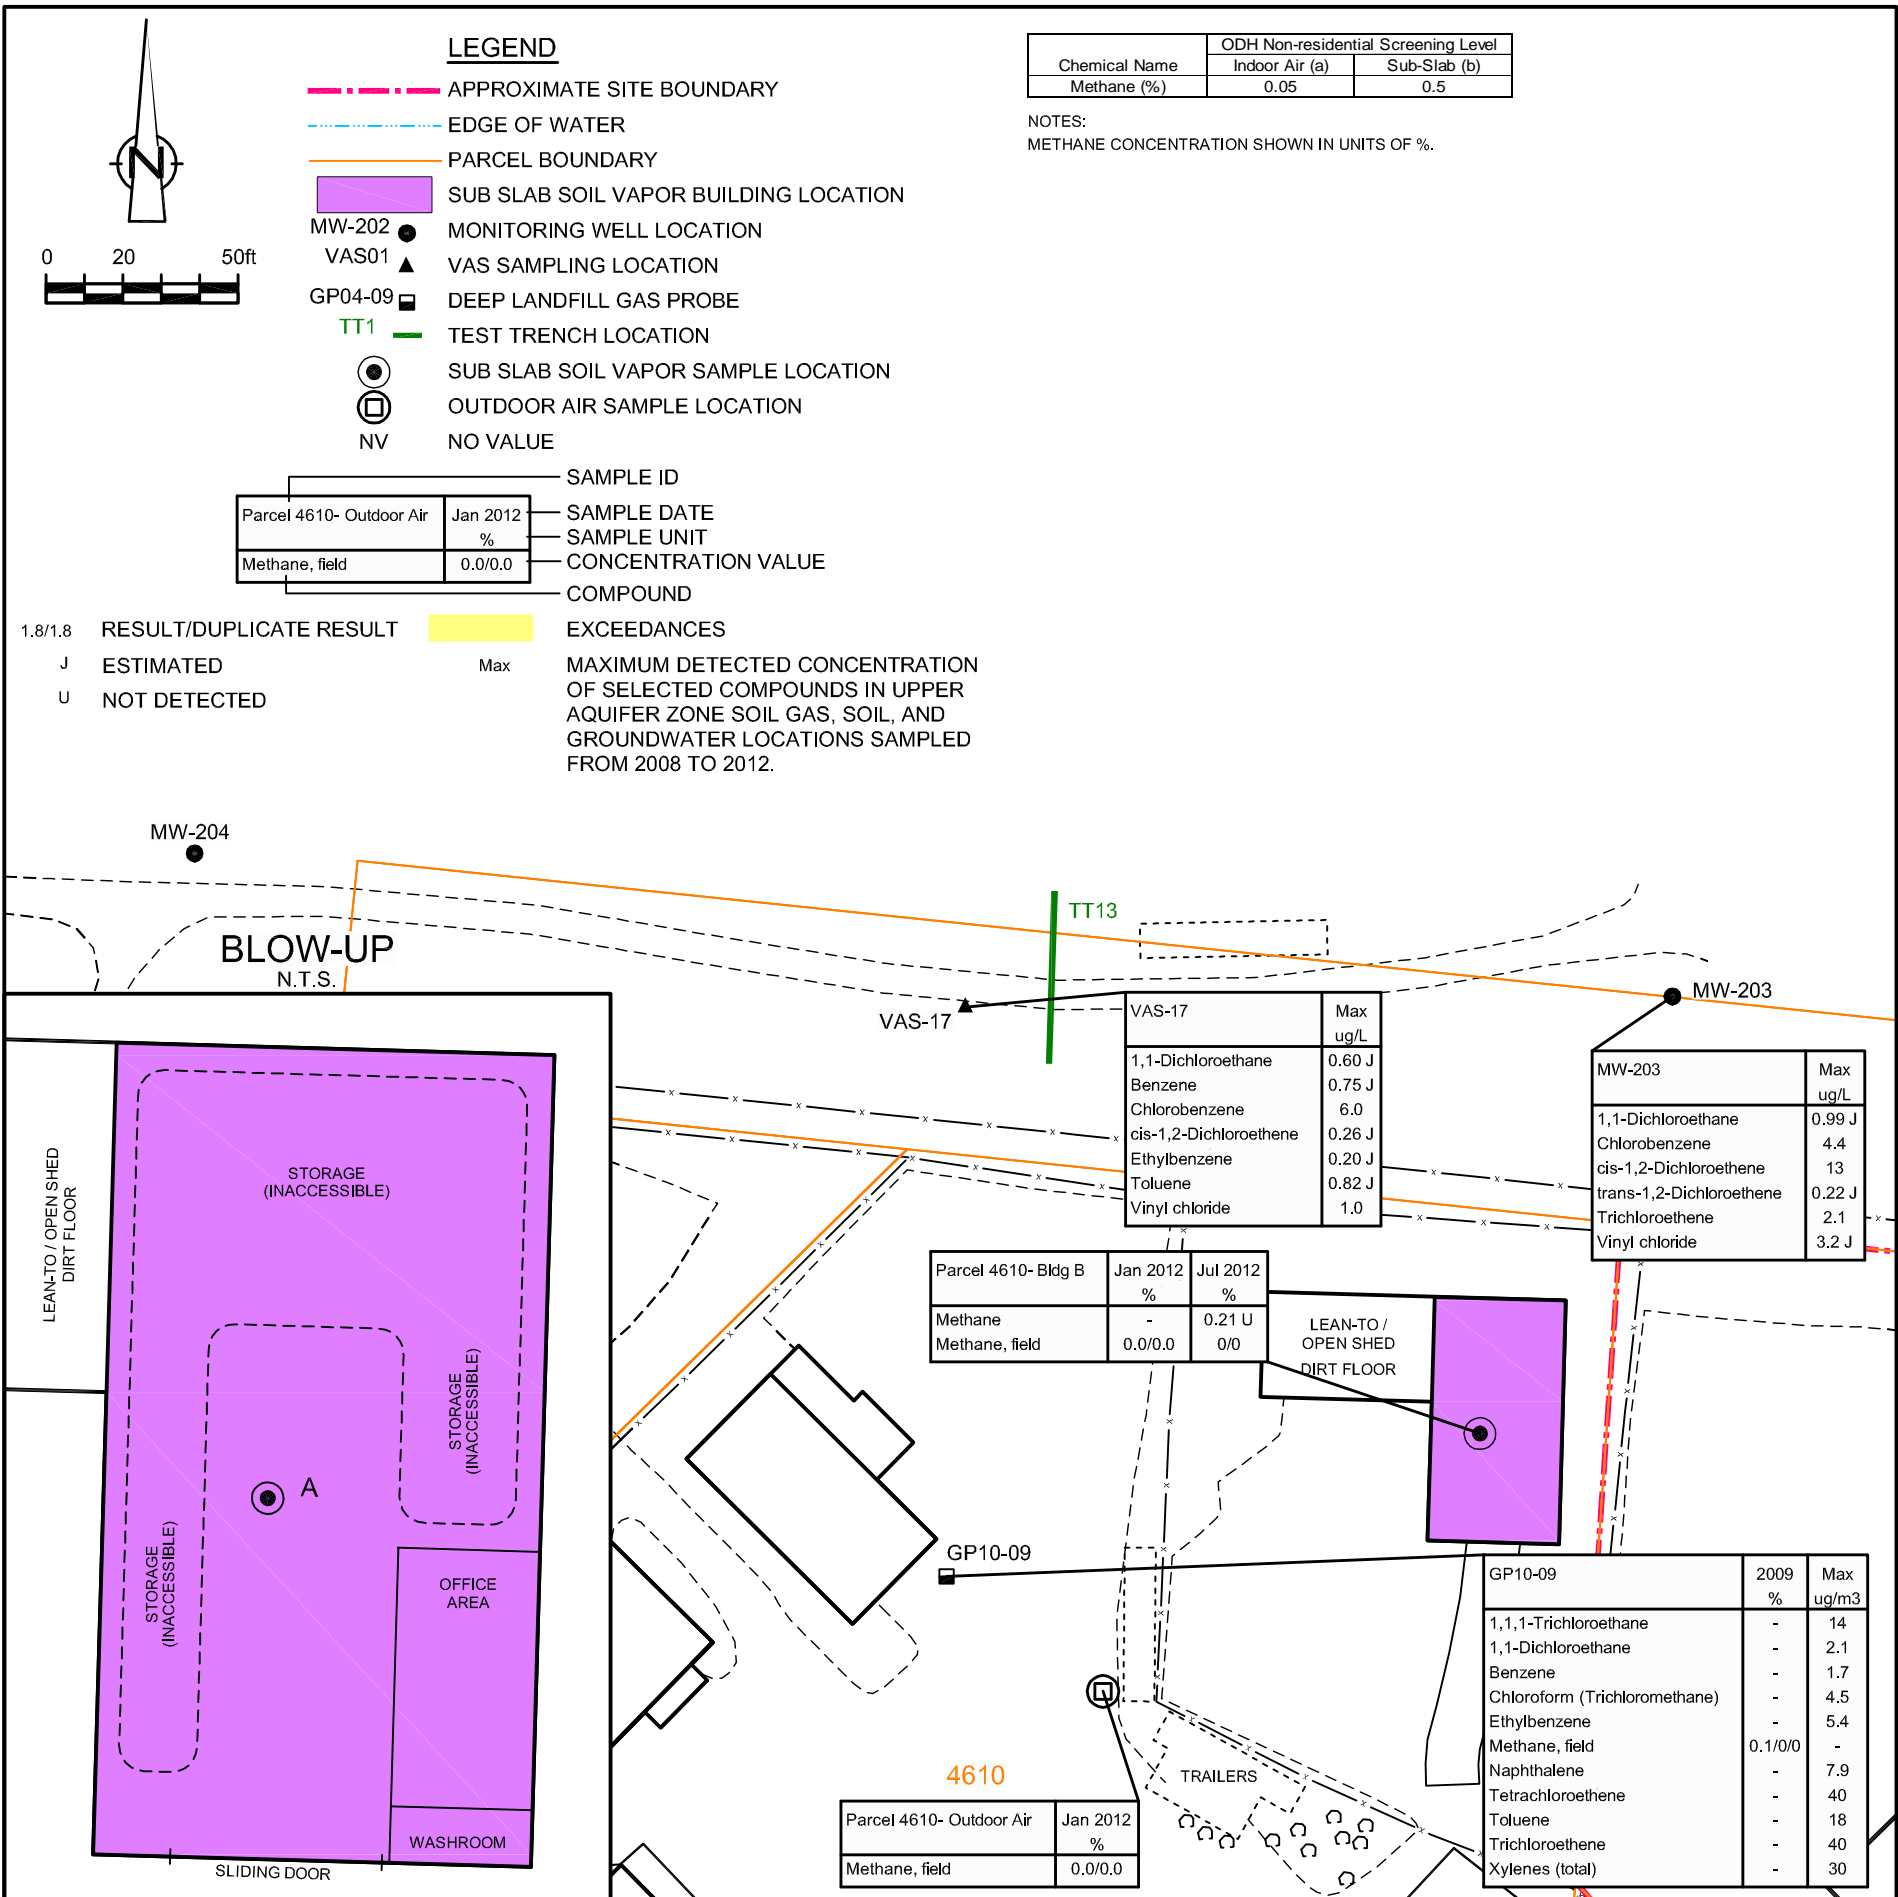 LEGEND
APPROXIMATE SITE BOUNDARY
EDGE OF WATER
PARCEL BOUNDARY
SUB SLAB SOIL VAPOR BUILDING LOCATION
MW-202 MONITORING WELL LOCATION
VAS01 VAS SAMPLING LOCATION
GP04-09 DEEP LANDFILL GAS PROBE
TT1 TEST TRENCH LOCATION
SUB SLAB SOIL VAPOR SAMPLE LOCATION
OUTDOOR AIR SAMPLE LOCATION
NV NO VALUE
N
0 20 50ft
SAMPLE ID
Parcel 4610- Outdoor Air Jan 2012 SAMPLE DATE
% SAMPLE UNIT
Methane, field 0.0/0.0 CONCENTRATION VALUE
COMPOUND
1.8/1.8 RESULT/DUPLICATE RESULT EXCEEDANCES
J ESTIMATED
U NOT DETECTED
Max MAXIMUM DETECTED CONCENTRATION
OF SELECTED COMPOUNDS IN UPPER
AQUIFER ZONE SOIL GAS, SOIL, AND
GROUNDWATER LOCATIONS SAMPLED
FROM 2008 TO 2012.
ODH Non-residential Screening Level
Chemical Name Indoor Air (a) Sub-Slab (b)
Methane (%) 0.05 0.5
NOTES:
METHANE CONCENTRATION SHOWN IN UNITS OF %.
MW-204
TT13
BLOW-UP
N.T.S.
VAS-17
MW-203
VAS-17 Max
ug/L
1,1-Dichloroethane 0.60 J
Benzene 0.75 J
Chlorobenzene 6.0
cis-1,2-Dichloroethene 0.26 J
Ethylbenzene 0.20 J
Toluene 0.82 J
Vinyl chloride 1.0
MW-203 Max
ug/L
1,1-Dichloroethane 0.99 J
Chlorobenzene 4.4
cis-1,2-Dichloroethene 13
trans-1,2-Dichloroethene 0.22 J
Trichloroethene 2.1
Vinyl chloride 3.2 J
LEAN-TO / OPEN SHED
DIRT FLOOR
STORAGE
(INACCESSIBLE)
STORAGE
(INACCESSIBLE)
A
STORAGE
(INACCESSIBLE)
OFFICE
AREA
WASHROOM
SLIDING DOOR
Parcel 4610- Bldg B Jan 2012 Jul 2012
% %
Methane - 0.21 U
Methane, field 0.0/0.0 0/0
LEAN-TO /
OPEN SHED
DIRT FLOOR
GP10-09
GP10-09 2009 Max
% ug/m3
1,1,1-Trichloroethane - 14
1,1-Dichloroethane - 2.1
Benzene - 1.7
Chloroform (Trichloromethane) - 4.5
Ethylbenzene - 5.4
Methane, field 0.1/0/0 -
Naphthalene - 7.9
Tetrachloroethene - 40
Toluene - 18
Trichloroethene - 40
Xylenes (total) - 30
4610
TRAILERS
Parcel 4610- Outdoor Air Jan 2012
%
Methane, field 0.0/0.0